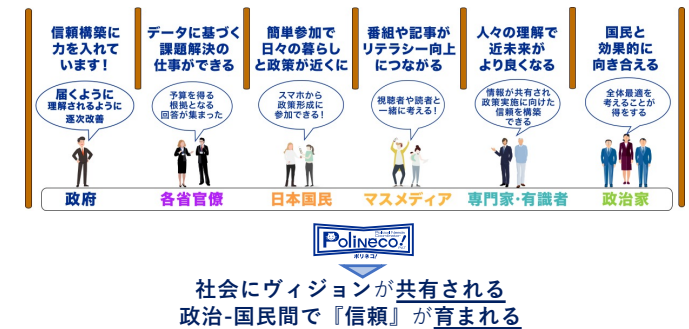 信頼構築に
力を入れて
います！
データに基づく
課題解決の
仕事ができる
簡単参加で
日々の暮らし
と政策が近くに
番組や記事が
リテラシー向上
につながる
人々の理解で
近未来が
より良くなる
国民と
効果的に
向き合える
届くように
理解されるように
逐次改善
予算を得る
根拠となる
回答が集まった
スマホから
政策形成に
参加できる！
視聴者や読者と
一緒に考える！
情報が共有され
政策実施に向けた
信頼を構築
できる
全体最適を
考えることが
得をする
政府
各省官僚
日本国民
マスメディア
専門家・有識者
政治家
Polineco!
ポリネコ!
社会にヴィジョンが共有される
政治-国民間で『信頼』が育まれる